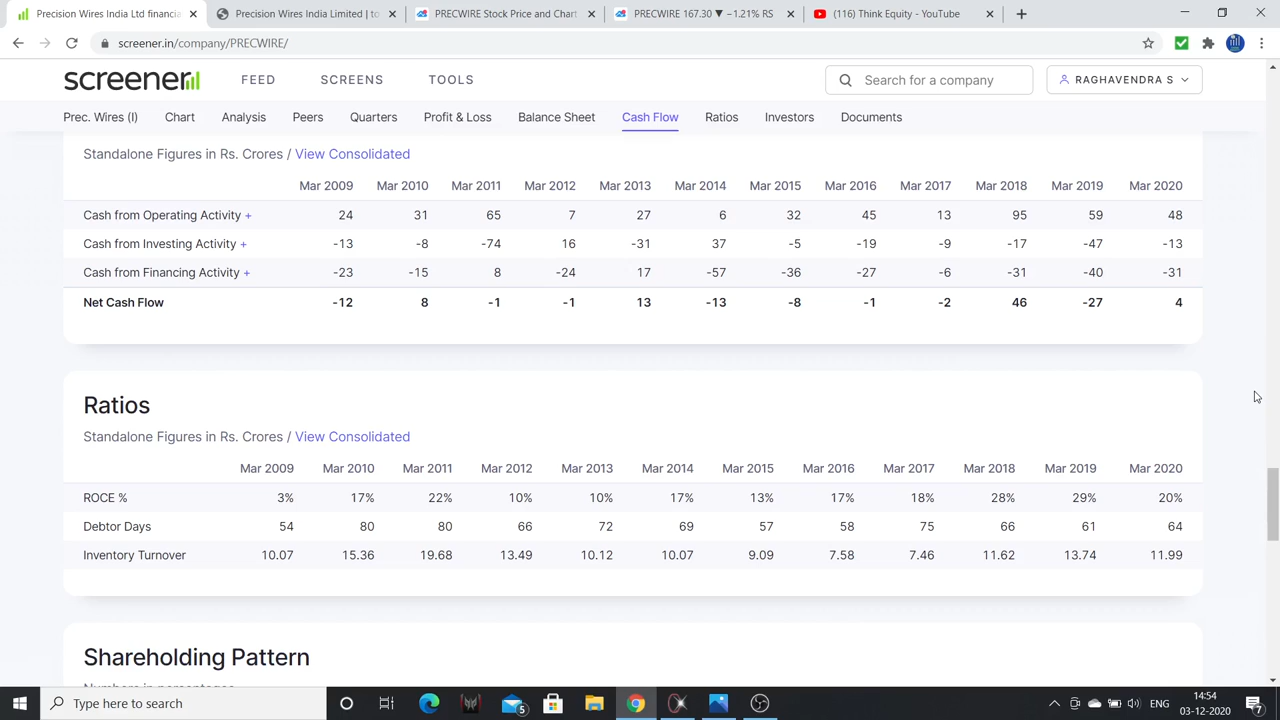 Precision Wires India Ltd financia
Precision Wires India Limited | to
PRECWIRE Stock Price and Chart
PRECWIRE 167.30 ▼ −1.21% RS
(116) Think Equity - YouTube
screener.in/company/PRECWIRE/
screener
FEED
SCREENS
TOOLS
Search for a company
RAGHAVENDRA S
Prec. Wires (I)
Chart
Analysis
Peers
Quarters
Profit & Loss
Balance Sheet
Cash Flow
Ratios
Investors
Documents
Standalone Figures in Rs. Crores / View Consolidated
Mar 2009 Mar 2010 Mar 2011 Mar 2012 Mar 2013 Mar 2014 Mar 2015 Mar 2016 Mar 2017 Mar 2018 Mar 2019 Mar 2020
Cash from Operating Activity + 24 31 65 7 27 6 32 45 13 95 59 48
Cash from Investing Activity + -13 -8 -74 16 -31 37 -5 -19 -9 -17 -47 -13
Cash from Financing Activity + -23 -15 8 -24 17 -57 -36 -27 -6 -31 -40 -31
Net Cash Flow -12 8 -1 -1 13 -13 -8 -1 -2 46 -27 4
Ratios
Standalone Figures in Rs. Crores / View Consolidated
Mar 2009 Mar 2010 Mar 2011 Mar 2012 Mar 2013 Mar 2014 Mar 2015 Mar 2016 Mar 2017 Mar 2018 Mar 2019 Mar 2020
ROCE % 3% 17% 22% 10% 10% 17% 13% 17% 18% 28% 29% 20%
Debtor Days 54 80 80 66 72 69 57 58 75 66 61 64
Inventory Turnover 10.07 15.36 19.68 13.49 10.12 10.07 9.09 7.58 7.46 11.62 13.74 11.99
Shareholding Pattern
Numbers in percentages
Type here to search
5
ENG
14:54
03-12-2020
7